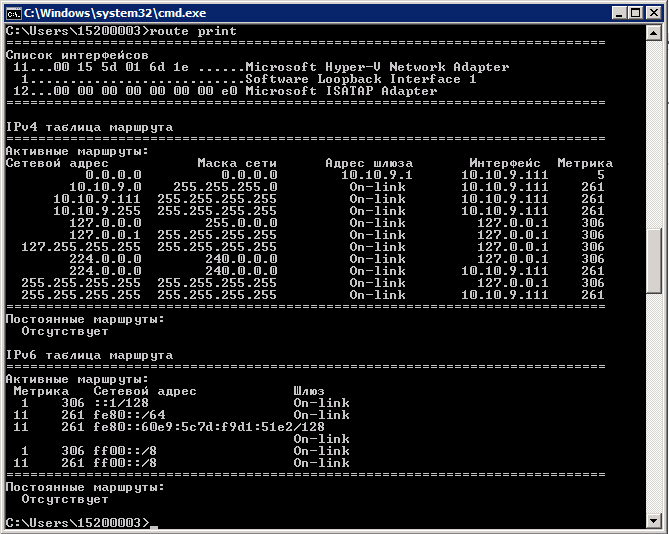 C:\Windows\system32\cmd.exe
C:\Users\15200003>route print
===========================================================================
Список интерфейсов
 11...00 15 5d 01 6d 1e ......Microsoft Hyper-V Network Adapter
  1...........................Software Loopback Interface 1
 12...00 00 00 00 00 00 00 e0 Microsoft ISATAP Adapter
===========================================================================
IPv4 таблица маршрута
===========================================================================
Активные маршруты:
Сетевой адрес           Маска сети      Адрес шлюза       Интерфейс  Метрика
          0.0.0.0          0.0.0.0        10.10.9.1      10.10.9.111      5
        10.10.9.0    255.255.255.0         On-link       10.10.9.111    261
      10.10.9.111  255.255.255.255         On-link       10.10.9.111    261
      10.10.9.255  255.255.255.255         On-link       10.10.9.111    261
        127.0.0.0        255.0.0.0         On-link         127.0.0.1    306
        127.0.0.1  255.255.255.255         On-link         127.0.0.1    306
  127.255.255.255  255.255.255.255         On-link         127.0.0.1    306
        224.0.0.0        240.0.0.0         On-link         127.0.0.1    306
        224.0.0.0        240.0.0.0         On-link       10.10.9.111    261
  255.255.255.255  255.255.255.255         On-link         127.0.0.1    306
  255.255.255.255  255.255.255.255         On-link       10.10.9.111    261
===========================================================================
Постоянные маршруты:
  Отсутствует
IPv6 таблица маршрута
===========================================================================
Активные маршруты:
 Метрика   Сетевой адрес            Шлюз
  1    306 ::1/128                  On-link
 11    261 fe80::/64                On-link
 11    261 fe80::60e9:5c7d:f9d1:51e2/128
                                    On-link
  1    306 ff00::/8                 On-link
 11    261 ff00::/8                 On-link
===========================================================================
Постоянные маршруты:
  Отсутствует
C:\Users\15200003>_